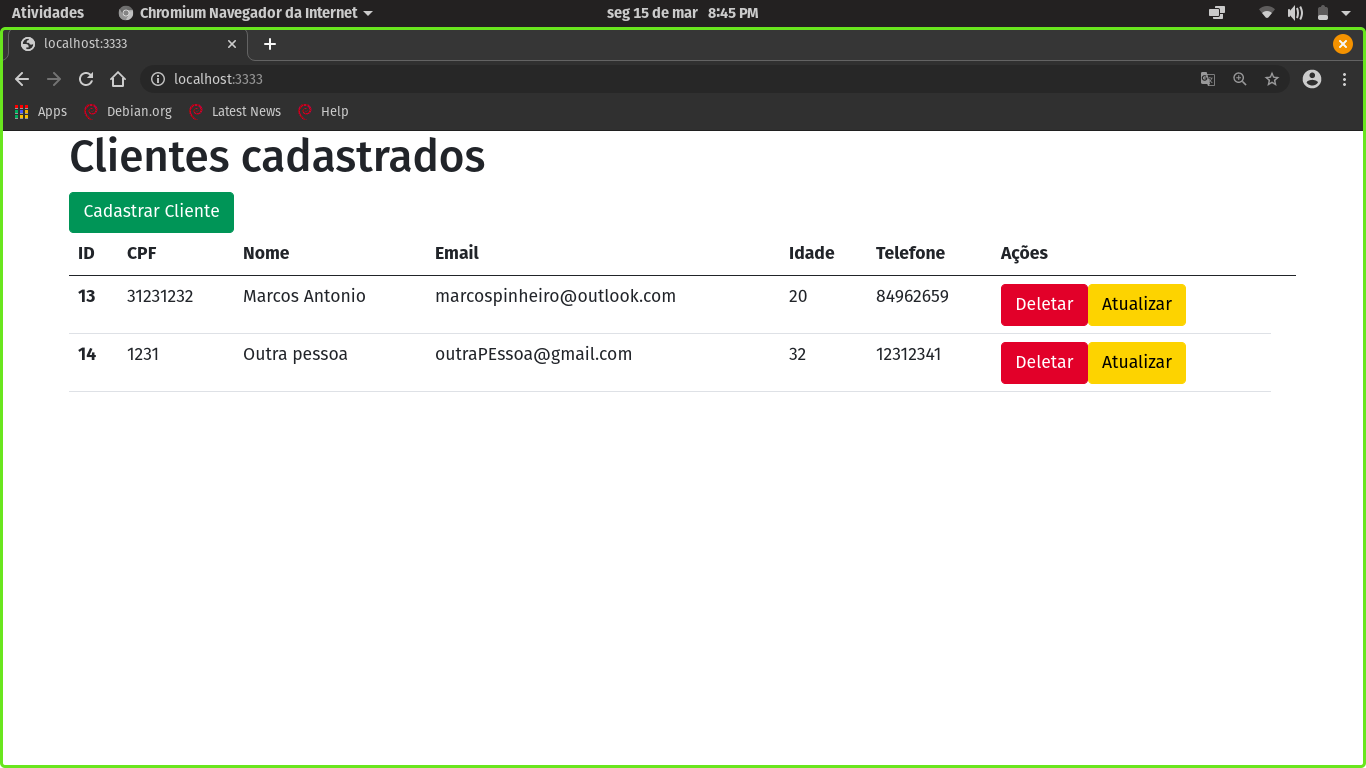 Atividades Chromium Navegador da Internet seg 15 de mar 8:45 PM
localhost:3333
localhost:3333
Apps Debian.org Latest News Help
Clientes cadastrados
Cadastrar Cliente
ID CPF Nome Email Idade Telefone Ações
13 31231232 Marcos Antonio marcospinheiro@outlook.com 20 84962659 Deletar Atualizar
14 1231 Outra pessoa outraPEssoa@gmail.com 32 12312341 Deletar Atualizar